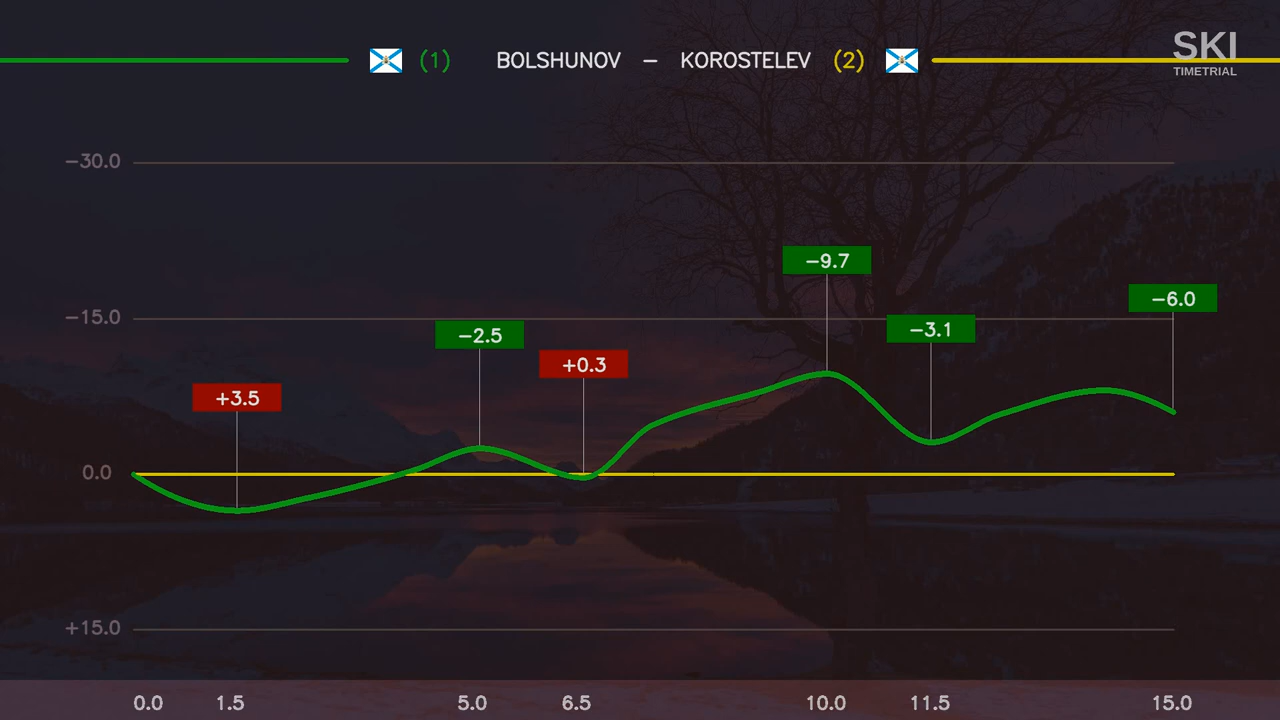 (1) BOLSHUNOV – KOROSTELEV (2)
SKI
TIMETRIAL
−30.0
−9.7
−6.0
−15.0
−2.5
−3.1
+0.3
+3.5
0.0
+15.0
0.0 1.5 5.0 6.5 10.0 11.5 15.0